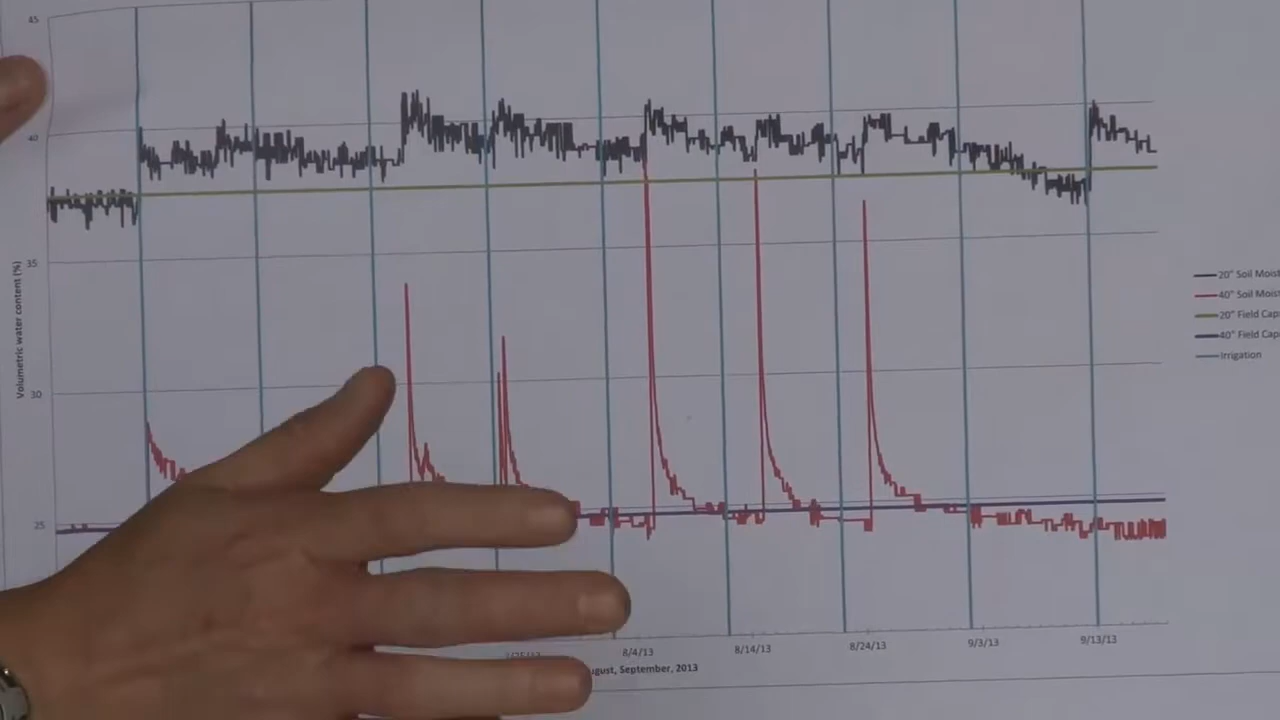 45
40
35
30
25
Volumetric water content (%)
20" Soil Moist
40" Soil Moist
20" Field Cap
40" Field Cap
Irrigation
8/4/13
8/14/13
8/24/13
9/3/13
9/13/13
ugust, September, 2013